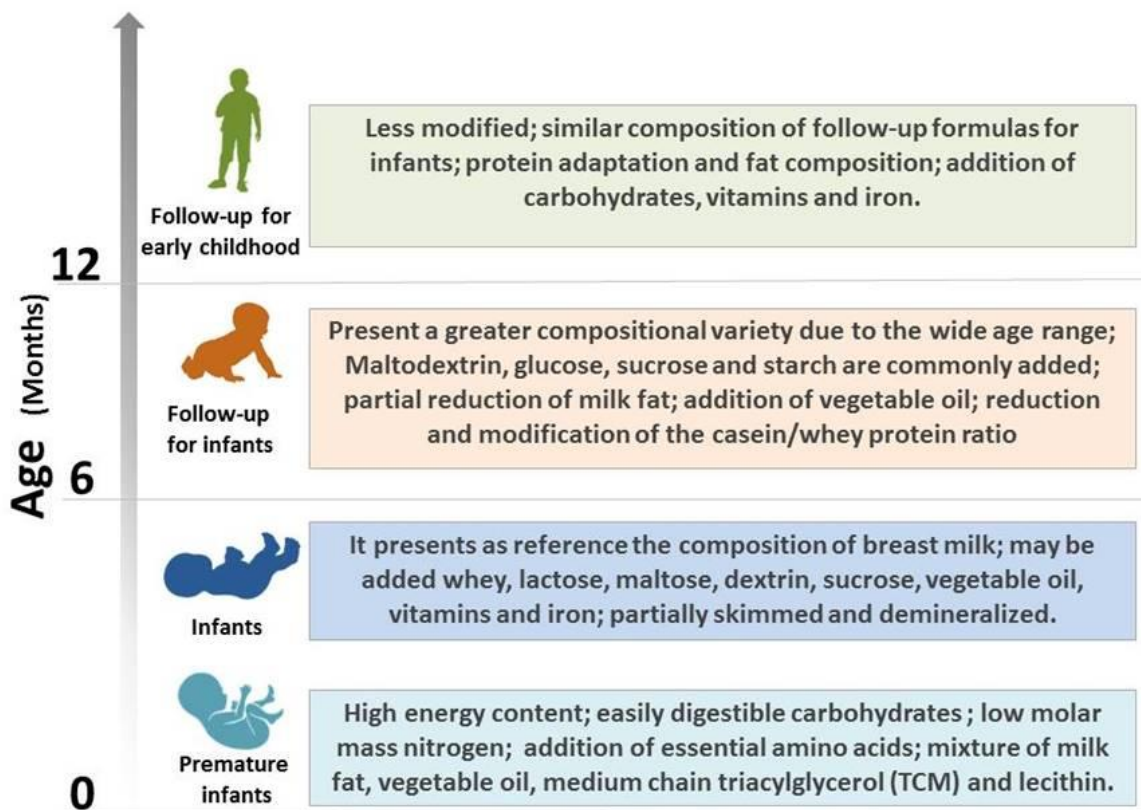 Less modified; similar composition of follow-up formulas for
infants; protein adaptation and fat composition; addition of
carbohydrates, vitamins and iron.
Follow-up for
early childhood
12
Present a greater compositional variety due to the wide age range;
Maltodextrin, glucose, sucrose and starch are commonly added;
partial reduction of milk fat; addition of vegetable oil; reduction
and modification of the casein/whey protein ratio
Follow-up
for infants
Age (Months)
6
It presents as reference the composition of breast milk; may be
added whey, lactose, maltose, dextrin, sucrose, vegetable oil,
vitamins and iron; partially skimmed and demineralized.
Infants
High energy content; easily digestible carbohydrates ; low molar
mass nitrogen; addition of essential amino acids; mixture of milk
fat, vegetable oil, medium chain triacylglycerol (TCM) and lecithin.
Premature
infants
0